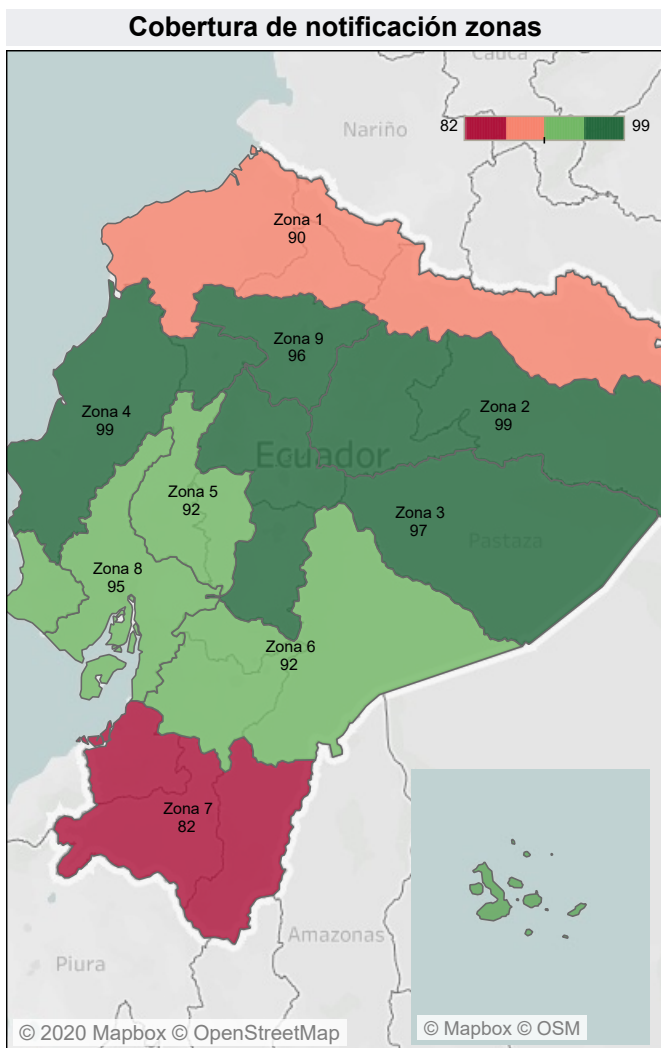 Cobertura de notificación zonas
Cauca
Nariño
82
99
Zona 1
90
Zona 9
96
Zona 4
99
Zona 2
99
Ecuador
Zona 5
92
Zona 3
97
Pastaza
Zona 8
95
Zona 6
92
Zona 7
82
Amazonas
Piura
© 2020 Mapbox © OpenStreetMap
© Mapbox © OSM